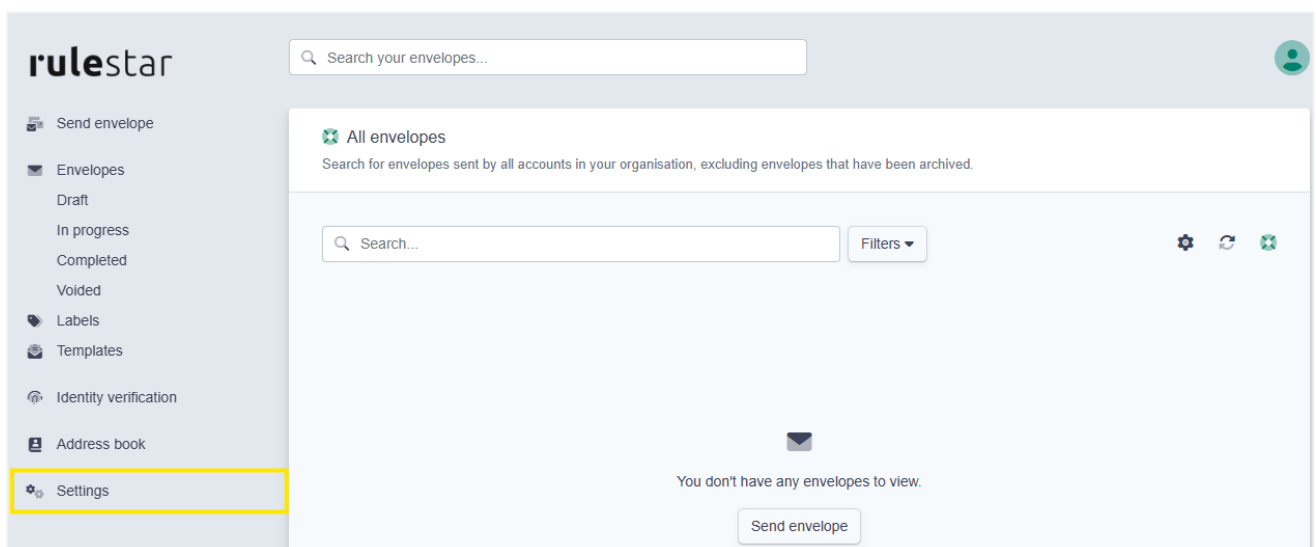 rulestar
Search your envelopes...
Send envelope
Envelopes
Draft
In progress
Completed
Voided
Labels
Templates
Identity verification
Address book
Settings
All envelopes
Search for envelopes sent by all accounts in your organisation, excluding envelopes that have been archived.
Search...
Filters
You don't have any envelopes to view.
Send envelope